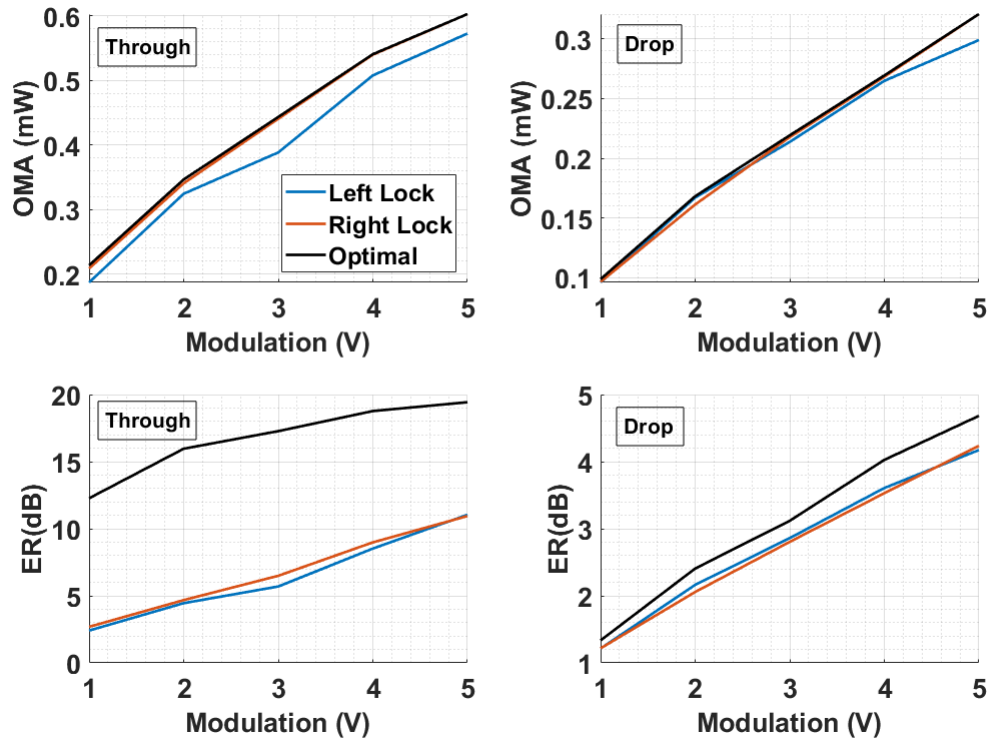 Through
OMA (mW)
0.6
0.5
0.4
0.3
0.2
Left Lock
Right Lock
Optimal
1 2 3 4 5
Modulation (V)
Drop
OMA (mW)
0.3
0.25
0.2
0.15
0.1
1 2 3 4 5
Modulation (V)
Through
ER(dB)
20
15
10
5
0
1 2 3 4 5
Modulation (V)
Drop
ER(dB)
5
4
3
2
1
1 2 3 4 5
Modulation (V)